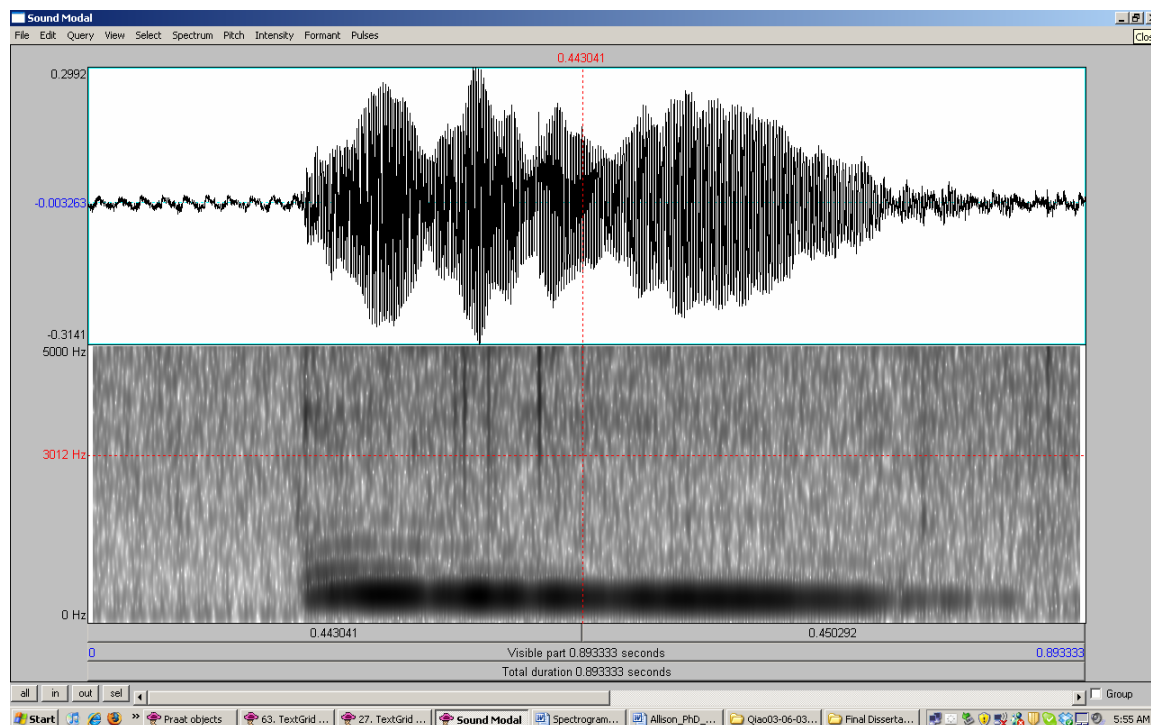 Sound Modal
File Edit Query View Select Spectrum Pitch Intensity Formant Pulses
Clos
0.443041
0.2992
-0.003263
-0.3141
5000 Hz
3012 Hz
0 Hz
0.443041 0.450292
0 Visible part 0.893333 seconds 0.893333
Total duration 0.893333 seconds
all in out sel Group
Start Praat objects 63. TextGrid ... 27. TextGrid ... Sound Modal Spectrogram... Allison_PhD_... Qiao03-06-03... Final Disserta... 5:55 AM